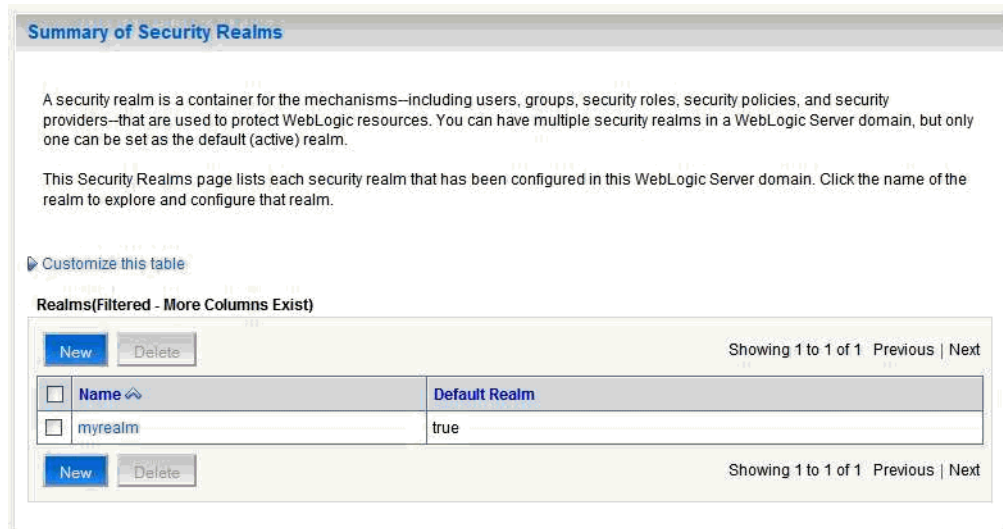 Summary of Security Realms
A security realm is a container for the mechanisms--including users, groups, security roles, security policies, and security
providers--that are used to protect WebLogic resources. You can have multiple security realms in a WebLogic Server domain, but only
one can be set as the default (active) realm.
This Security Realms page lists each security realm that has been configured in this WebLogic Server domain. Click the name of the
realm to explore and configure that realm.
Customize this table
Realms(Filtered - More Columns Exist)
New Delete Showing 1 to 1 of 1 Previous | Next
Name Default Realm
myrealm true
New Delete Showing 1 to 1 of 1 Previous | Next